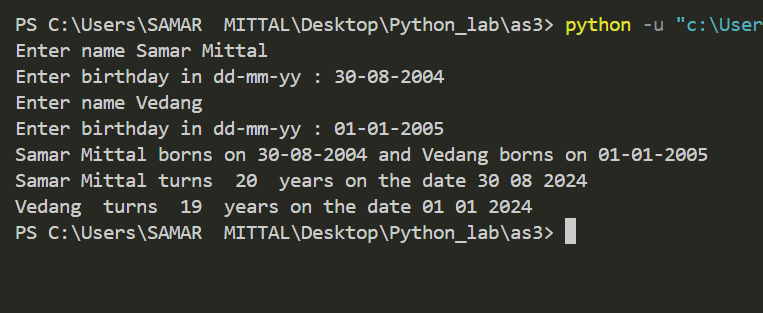 PS C:\Users\SAMAR  MITTAL\Desktop\Python_lab\as3> python -u "c:\User
Enter name Samar Mittal
Enter birthday in dd-mm-yy : 30-08-2004
Enter name Vedang
Enter birthday in dd-mm-yy : 01-01-2005
Samar Mittal borns on 30-08-2004 and Vedang borns on 01-01-2005
Samar Mittal turns  20  years on the date 30 08 2024
Vedang  turns  19  years on the date 01 01 2024
PS C:\Users\SAMAR  MITTAL\Desktop\Python_lab\as3>